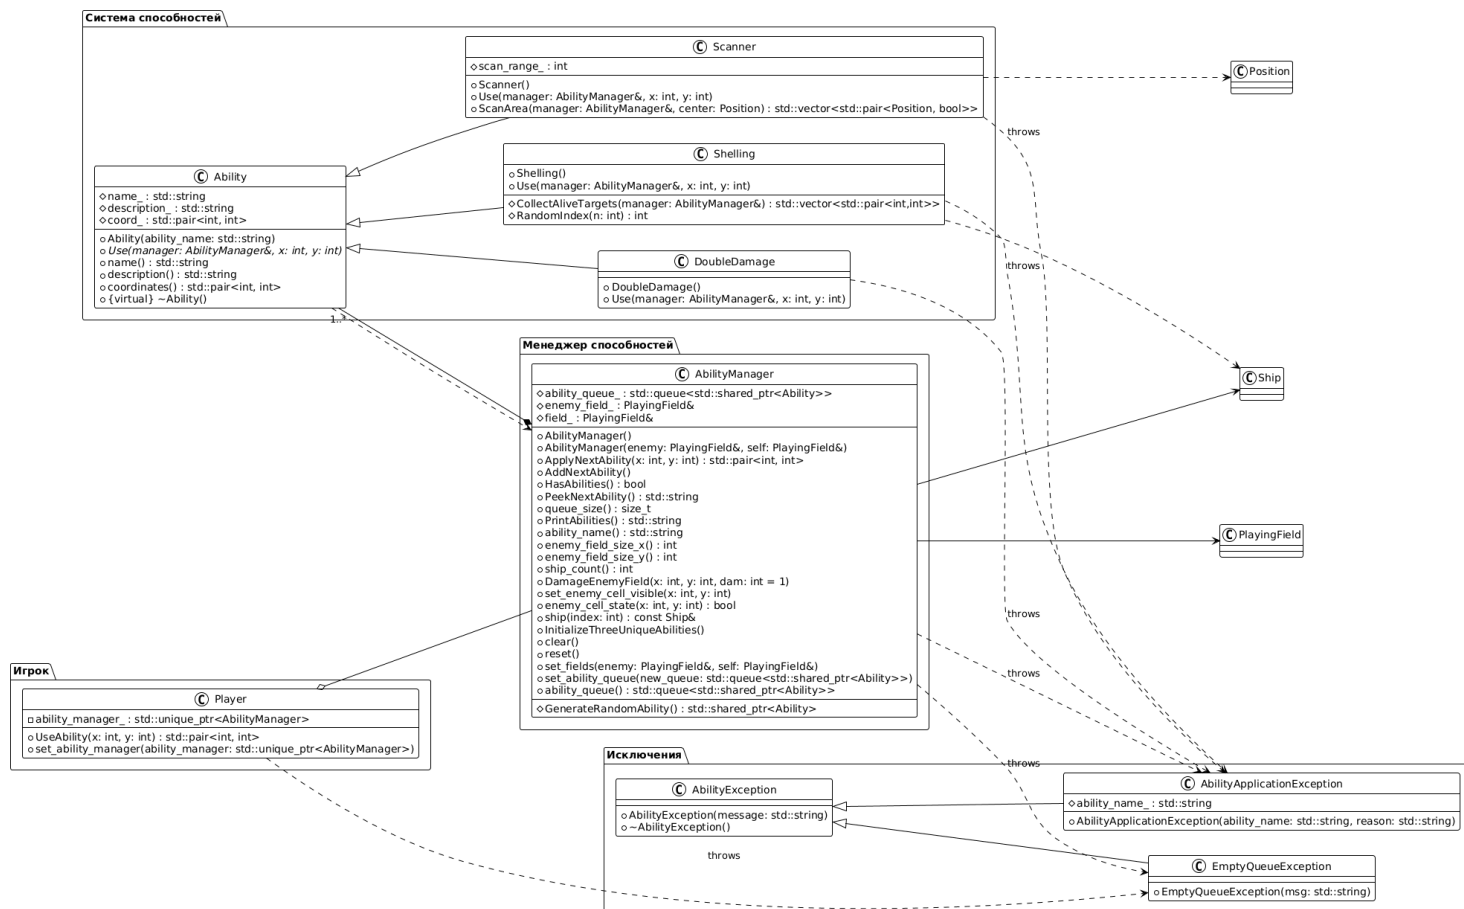 Система способностей
C Scanner
scan_range_ : int
Scanner()
Use(manager: AbilityManager&, x: int, y: int)
ScanArea(manager: AbilityManager&, center: Position) : std::vector<std::pair<Position, bool>>
C Position
throws
C Shelling
Shelling()
Use(manager: AbilityManager&, x: int, y: int)
CollectAliveTargets(manager: AbilityManager&) : std::vector<std::pair<int,int>>
RandomIndex(n: int) : int
C Ability
name_ : std::string
description_ : std::string
coord_ : std::pair<int, int>
Ability(ability_name: std::string)
Use(manager: AbilityManager&, x: int, y: int)
name() : std::string
description() : std::string
coordinates() : std::pair<int, int>
{virtual} ~Ability()
C DoubleDamage
DoubleDamage()
Use(manager: AbilityManager&, x: int, y: int)
throws
1..*
Менеджер способностей
C AbilityManager
ability_queue_ : std::queue<std::shared_ptr<Ability>>
enemy_field_ : PlayingField&
field_ : PlayingField&
AbilityManager()
AbilityManager(enemy: PlayingField&, self: PlayingField&)
ApplyNextAbility(x: int, y: int) : std::pair<int, int>
AddNextAbility()
HasAbilities() : bool
PeekNextAbility() : std::string
queue_size() : size_t
PrintAbilities() : std::string
ability_name() : std::string
enemy_field_size_x() : int
enemy_field_size_y() : int
ship_count() : int
DamageEnemyField(x: int, y: int, dam: int = 1)
set_enemy_cell_visible(x: int, y: int)
enemy_cell_state(x: int, y: int) : bool
ship(index: int) : const Ship&
InitializeThreeUniqueAbilities()
clear()
reset()
set_fields(enemy: PlayingField&, self: PlayingField&)
set_ability_queue(new_queue: std::queue<std::shared_ptr<Ability>>)
ability_queue() : std::queue<std::shared_ptr<Ability>>
GenerateRandomAbility() : std::shared_ptr<Ability>
C Ship
C PlayingField
throws
throws
throws
Игрок
C Player
ability_manager_ : std::unique_ptr<AbilityManager>
UseAbility(x: int, y: int) : std::pair<int, int>
set_ability_manager(ability_manager: std::unique_ptr<AbilityManager>)
Исключения
C AbilityException
AbilityException(message: std::string)
~AbilityException()
C AbilityApplicationException
ability_name_ : std::string
AbilityApplicationException(ability_name: std::string, reason: std::string)
throws
C EmptyQueueException
EmptyQueueException(msg: std::string)